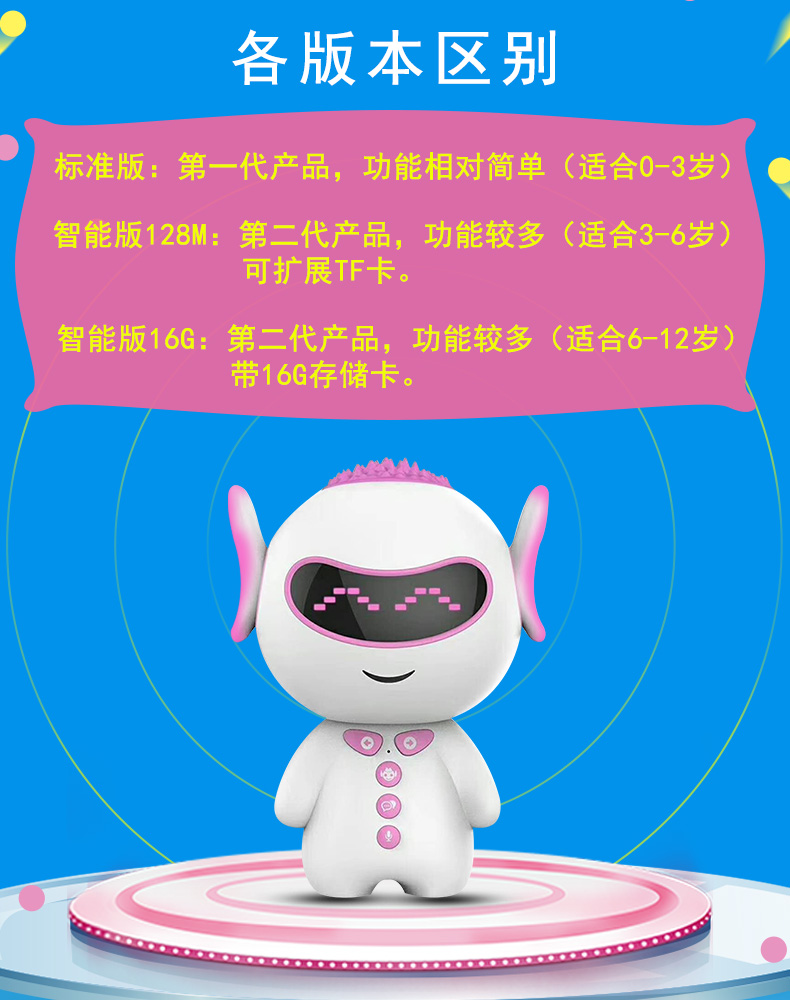 各版本区别
标准版：第一代产品，功能相对简单（适合0-3岁）
智能版128M：第二代产品，功能较多（适合3-6岁）
可扩展TF卡。
智能版16G：第二代产品，功能较多（适合6-12岁）
带16G存储卡。